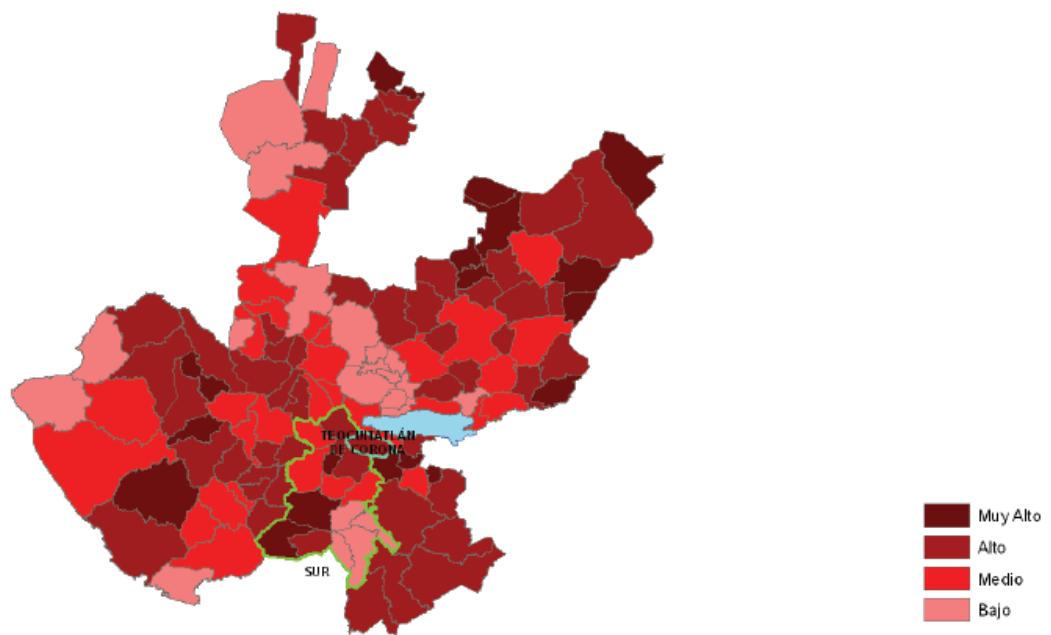 TEOCUITATLÁN
DE CORONA
SUR
Muy Alto
Alto
Medio
Bajo